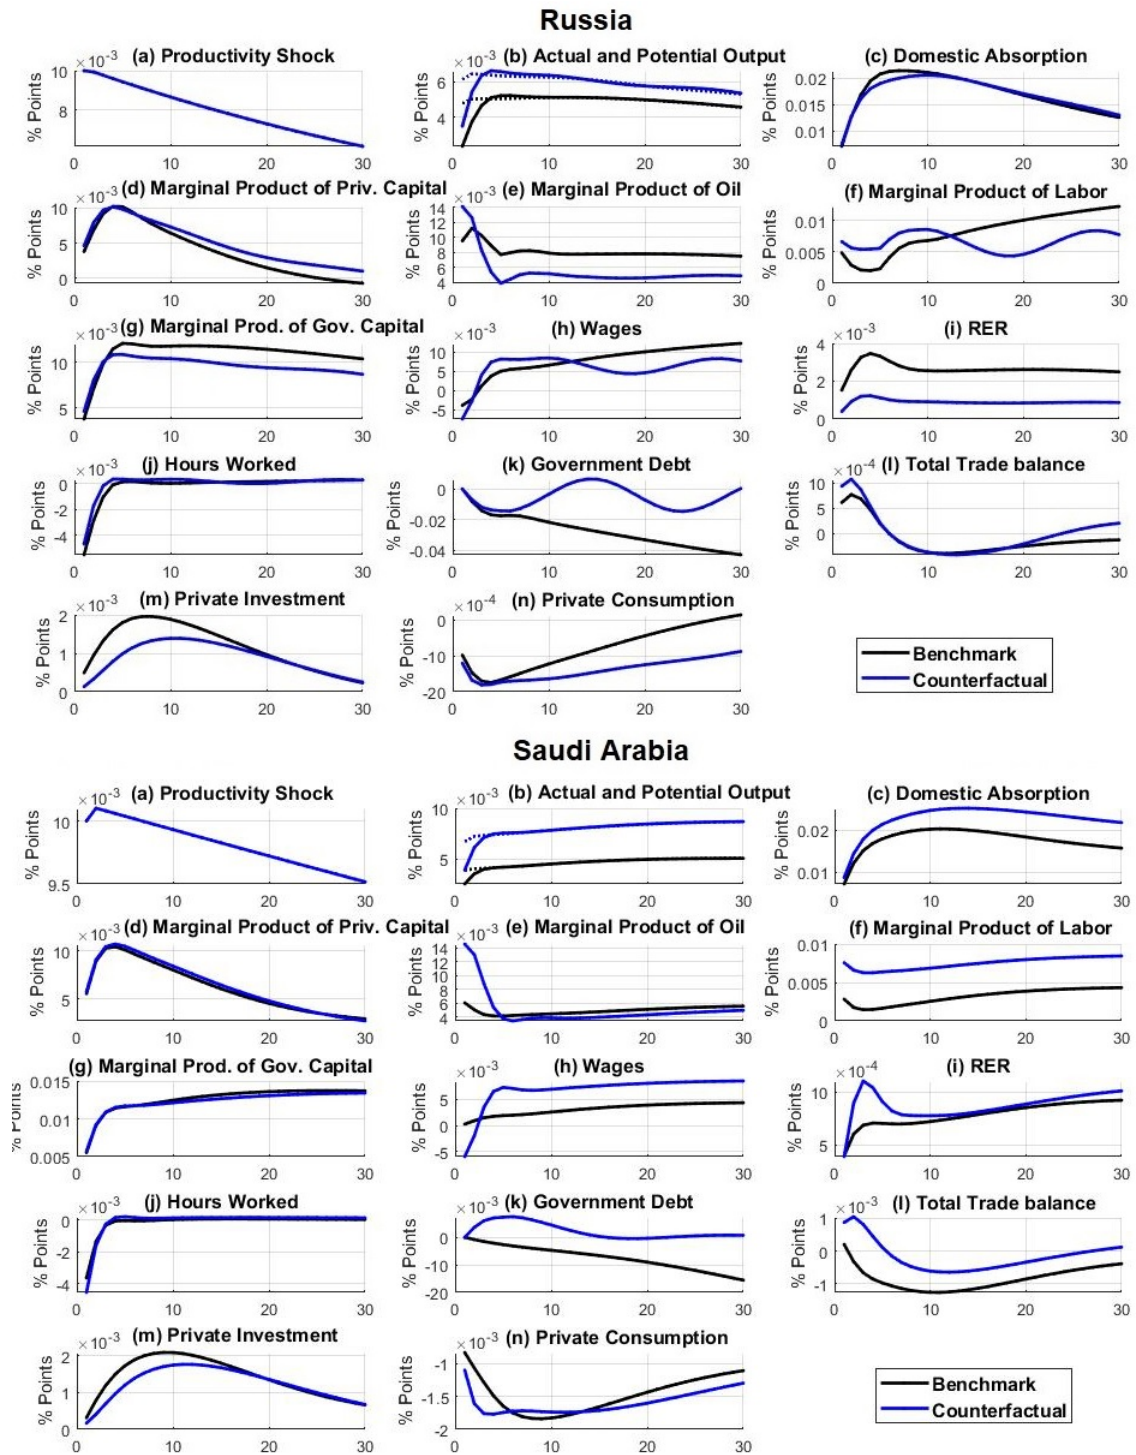 Russia
(a) Productivity Shock
×10⁻³
% Points
10
8
0 10 20 30
(b) Actual and Potential Output
×10⁻³
% Points
6
4
0 10 20 30
(c) Domestic Absorption
% Points
0.02
0.015
0.01
0 10 20 30
(d) Marginal Product of Priv. Capital
×10⁻³
% Points
10
5
0
0 10 20 30
(e) Marginal Product of Oil
×10⁻³
% Points
14
12
10
8
6
4
0 10 20 30
(f) Marginal Product of Labor
% Points
0.01
0.005
0
0 10 20 30
(g) Marginal Prod. of Gov. Capital
×10⁻³
% Points
10
5
0 10 20 30
(h) Wages
×10⁻³
% Points
10
5
0
-5
0 10 20 30
(i) RER
×10⁻³
% Points
4
2
0
0 10 20 30
(j) Hours Worked
×10⁻³
% Points
0
-2
-4
0 10 20 30
(k) Government Debt
% Points
0
-0.02
-0.04
0 10 20 30
(l) Total Trade balance
×10⁻⁴
% Points
10
5
0
0 10 20 30
(m) Private Investment
×10⁻³
% Points
2
1
0
0 10 20 30
(n) Private Consumption
×10⁻⁴
% Points
0
-10
-20
0 10 20 30
Benchmark
Counterfactual
Saudi Arabia
(a) Productivity Shock
×10⁻³
% Points
10
9.5
0 10 20 30
(b) Actual and Potential Output
×10⁻³
% Points
10
5
0 10 20 30
(c) Domestic Absorption
% Points
0.02
0.01
0 10 20 30
(d) Marginal Product of Priv. Capital
×10⁻³
% Points
10
5
0 10 20 30
(e) Marginal Product of Oil
×10⁻³
% Points
14
12
10
8
6
4
0 10 20 30
(f) Marginal Product of Labor
% Points
0.01
0.005
0
0 10 20 30
(g) Marginal Prod. of Gov. Capital
% Points
0.015
0.01
0.005
0 10 20 30
(h) Wages
×10⁻³
% Points
5
0
-5
0 10 20 30
(i) RER
×10⁻⁴
% Points
10
5
0 10 20 30
(j) Hours Worked
×10⁻³
% Points
0
-2
-4
0 10 20 30
(k) Government Debt
×10⁻³
% Points
0
-10
-20
0 10 20 30
(l) Total Trade balance
×10⁻³
% Points
1
0
-1
0 10 20 30
(m) Private Investment
×10⁻³
% Points
2
1
0
0 10 20 30
(n) Private Consumption
×10⁻³
% Points
-1
-1.5
-2
0 10 20 30
Benchmark
Counterfactual